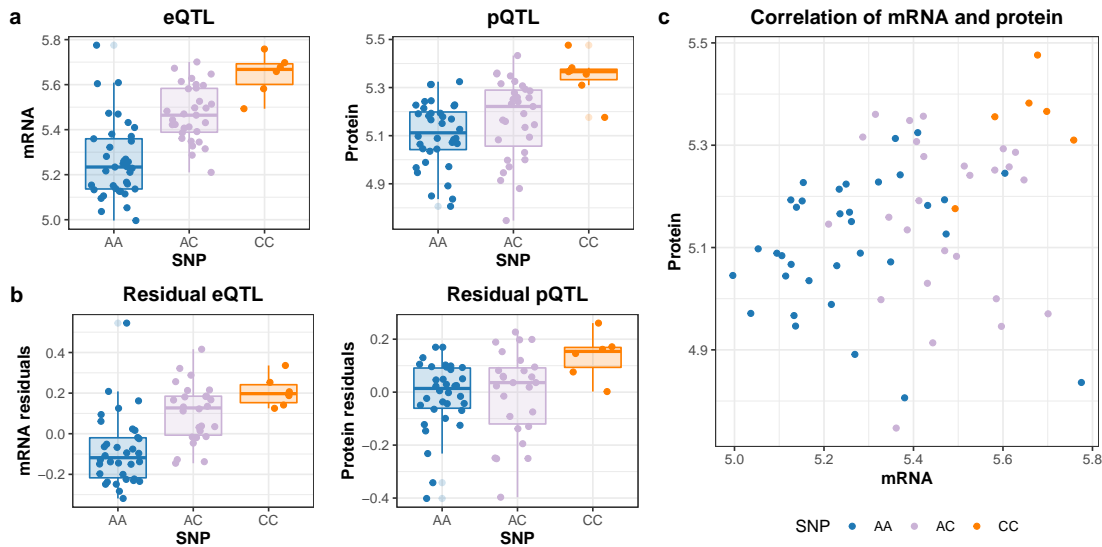 a
eQTL
mRNA
5.8
5.6
5.4
5.2
5.0
AA AC CC
SNP
pQTL
Protein
5.5
5.3
5.1
4.9
AA AC CC
SNP
b
Residual eQTL
mRNA residuals
0.4
0.2
0.0
−0.2
AA AC CC
SNP
Residual pQTL
Protein residuals
0.2
0.0
−0.2
−0.4
AA AC CC
SNP
c
Correlation of mRNA and protein
Protein
5.5
5.3
5.1
4.9
5.0 5.2 5.4 5.6 5.8
mRNA
SNP AA AC CC